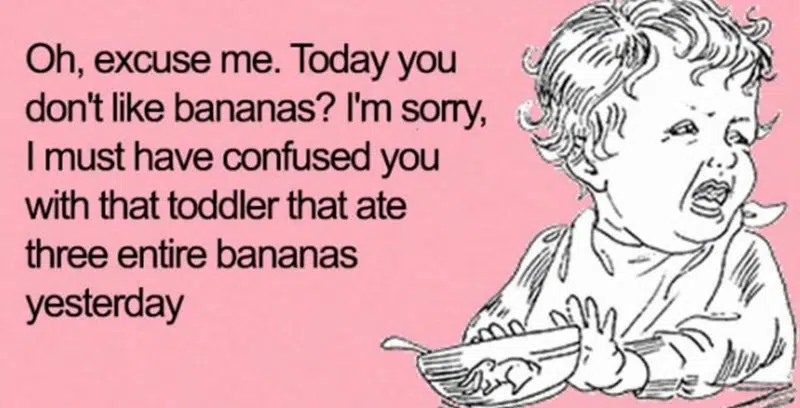 Oh, excuse me. Today you
don't like bananas? I'm sorry,
I must have confused you
with that toddler that ate
three entire bananas
yesterday